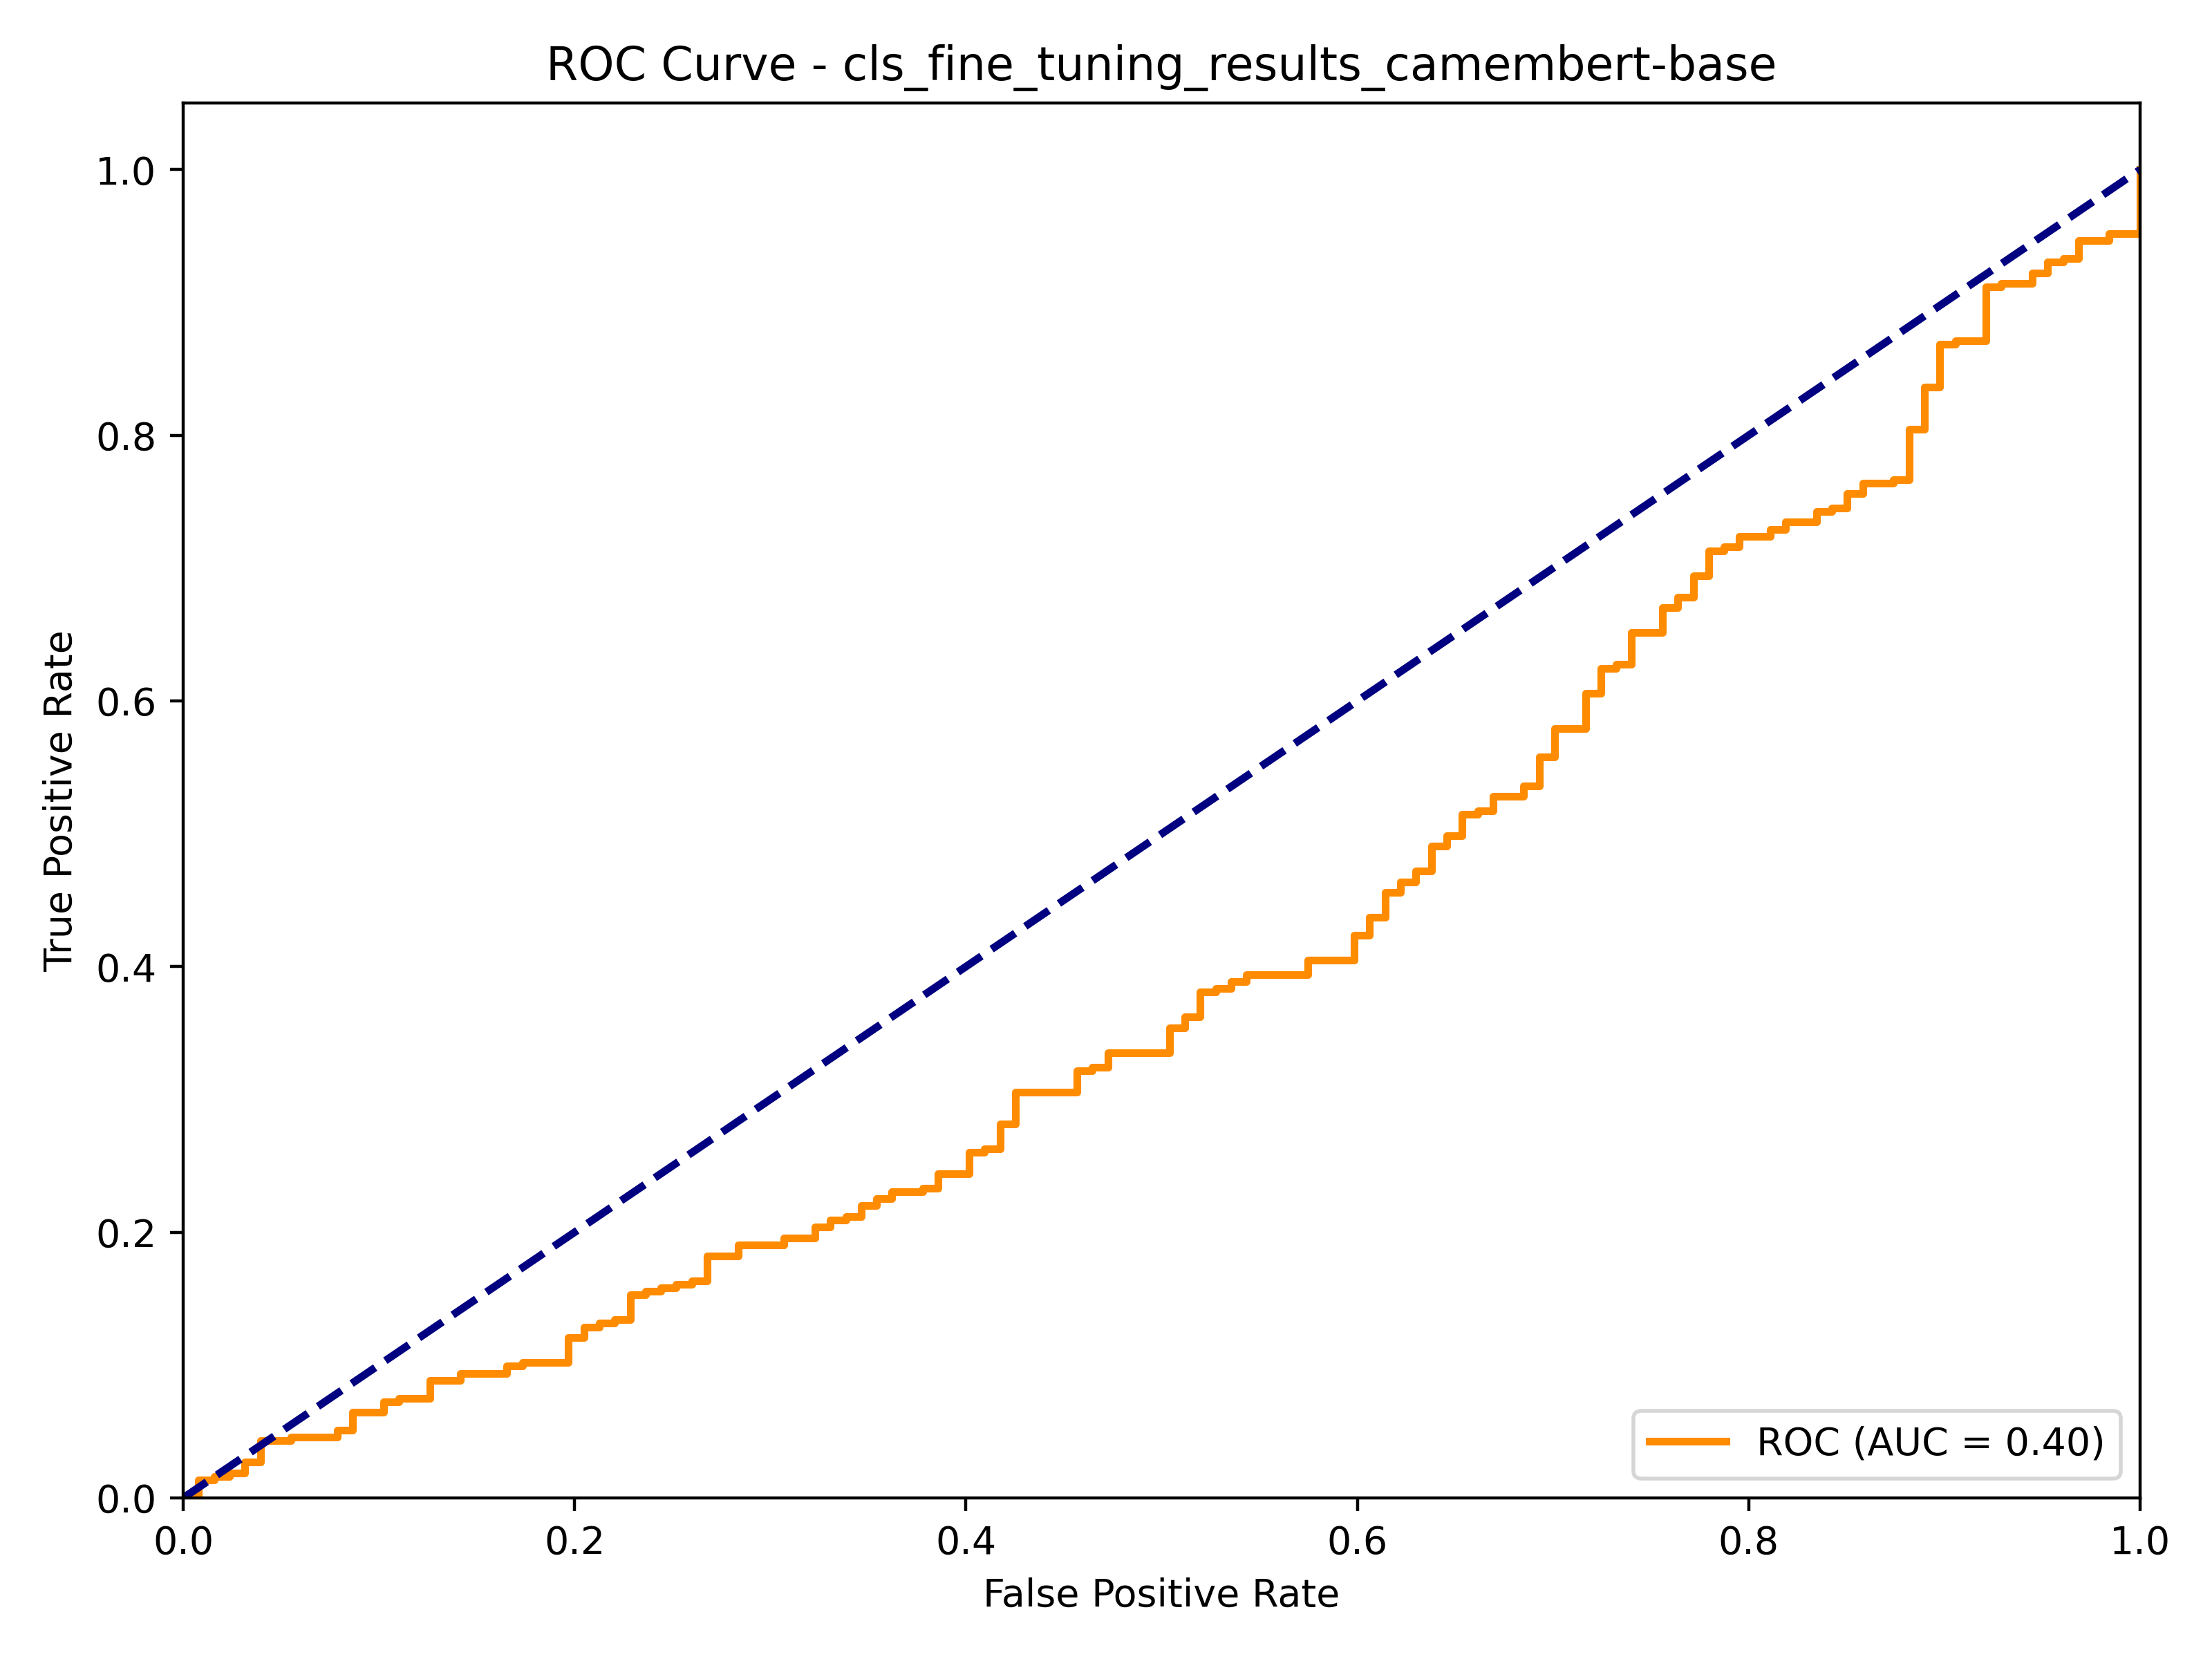 ROC Curve - cls_fine_tuning_results_camembert-base
True Positive Rate
1.0
0.8
0.6
0.4
0.2
0.0
ROC (AUC = 0.40)
0.0 0.2 0.4 0.6 0.8 1.0
False Positive Rate